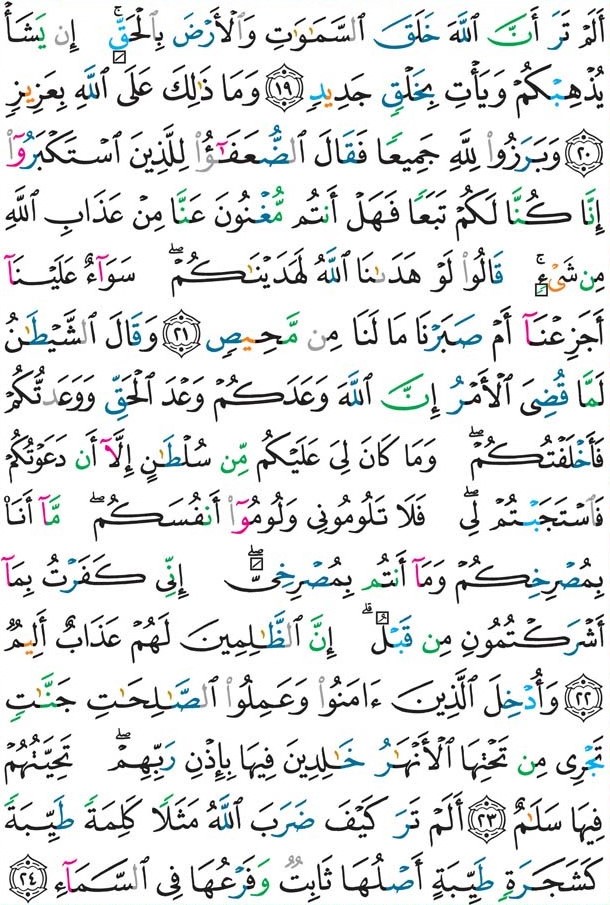 أَلَمْ تَرَ أَنَّ ٱللَّهَ خَلَقَ ٱلسَّمَـٰوَٰتِ وَٱلْأَرْضَ بِٱلْحَقِّ ۚ إِن يَشَأْ
يُذْهِبْكُمْ وَيَأْتِ بِخَلْقٍ جَدِيدٍ ١٩ وَمَا ذَٰلِكَ عَلَى ٱللَّهِ بِعَزِيزٍ
٢٠ وَبَرَزُوا۟ لِلَّهِ جَمِيعًا فَقَالَ ٱلضُّعَفَـٰٓؤُا۟ لِلَّذِينَ ٱسْتَكْبَرُوٓا۟
إِنَّا كُنَّا لَكُمْ تَبَعًا فَهَلْ أَنتُم مُّغْنُونَ عَنَّا مِنْ عَذَابِ ٱللَّهِ
مِن شَىْءٍ ۚ قَالُوا۟ لَوْ هَدَىٰنَا ٱللَّهُ لَهَدَيْنَـٰكُمْ ۖ سَوَآءٌ عَلَيْنَآ
أَجَزِعْنَآ أَمْ صَبَرْنَا مَا لَنَا مِن مَّحِيصٍ ٢١ وَقَالَ ٱلشَّيْطَـٰنُ
لَمَّا قُضِىَ ٱلْأَمْرُ إِنَّ ٱللَّهَ وَعَدَكُمْ وَعْدَ ٱلْحَقِّ وَوَعَدتُّكُمْ
فَأَخْلَفْتُكُمْ ۖ وَمَا كَانَ لِىَ عَلَيْكُم مِّن سُلْطَـٰنٍ إِلَّآ أَن دَعَوْتُكُمْ
فَٱسْتَجَبْتُمْ لِى ۖ فَلَا تَلُومُونِى وَلُومُوٓا۟ أَنفُسَكُم ۖ مَّآ أَنَا۠
بِمُصْرِخِكُمْ وَمَآ أَنتُم بِمُصْرِخِىَّ ۖ إِنِّى كَفَرْتُ بِمَآ
أَشْرَكْتُمُونِ مِن قَبْلُ ۗ إِنَّ ٱلظَّـٰلِمِينَ لَهُمْ عَذَابٌ أَلِيمٌ
٢٢ وَأُدْخِلَ ٱلَّذِينَ ءَامَنُوا۟ وَعَمِلُوا۟ ٱلصَّـٰلِحَـٰتِ جَنَّـٰتٍ
تَجْرِى مِن تَحْتِهَا ٱلْأَنْهَـٰرُ خَـٰلِدِينَ فِيهَا بِإِذْنِ رَبِّهِمْ ۖ تَحِيَّتُهُمْ
فِيهَا سَلَـٰمٌ ٢٣ أَلَمْ تَرَ كَيْفَ ضَرَبَ ٱللَّهُ مَثَلًا كَلِمَةً طَيِّبَةً
كَشَجَرَةٍ طَيِّبَةٍ أَصْلُهَا ثَابِتٌ وَفَرْعُهَا فِى ٱلسَّمَآءِ ٢٤